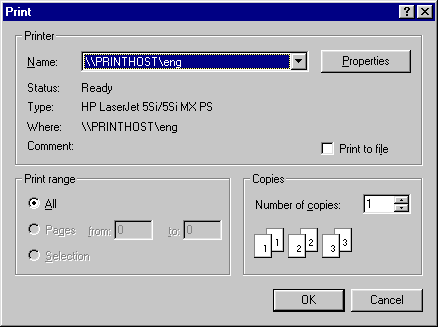 Print
Printer
Name: \\PRINTHOST\eng Properties
Status: Ready
Type: HP LaserJet 5Si/5Si MX PS
Where: \\PRINTHOST\eng
Comment: Print to file
Print range
All
Pages from: 0 to: 0
Selection
Copies
Number of copies: 1
1 1 2 2 3 3
OK Cancel